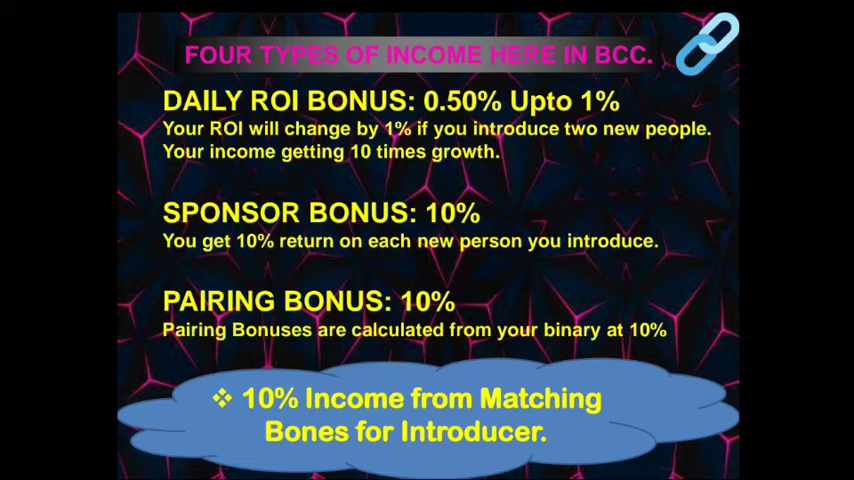 FOUR TYPES OF INCOME HERE IN BCC.
DAILY ROI BONUS: 0.50% Upto 1%
Your ROI will change by 1% if you introduce two new people.
Your income getting 10 times growth.
SPONSOR BONUS: 10%
You get 10% return on each new person you introduce.
PAIRING BONUS: 10%
Pairing Bonuses are calculated from your binary at 10%
❖ 10% Income from Matching
Bones for Introducer.